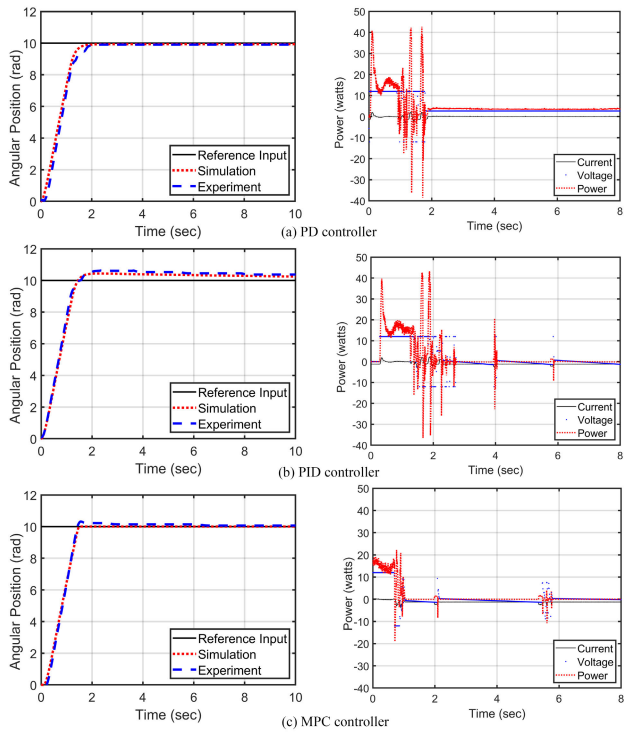 12
10
8
6
4
2
0
Angular Position (rad)
Reference Input
Simulation
Experiment
0 2 4 6 8 10
Time (sec)
50
40
30
20
10
0
-10
-20
-30
-40
Power (watts)
Current
Voltage
Power
0 2 4 6 8
Time (sec)
(a) PD controller
12
10
8
6
4
2
0
Angular Position (rad)
Reference Input
Simulation
Experiment
0 2 4 6 8 10
Time (sec)
50
40
30
20
10
0
-10
-20
-30
-40
Power (watts)
Current
Voltage
Power
0 2 4 6 8
Time (sec)
(b) PID controller
12
10
8
6
4
2
0
Angular Position (rad)
Reference Input
Simulation
Experiment
0 2 4 6 8 10
Time (sec)
50
40
30
20
10
0
-10
-20
-30
-40
Power (watts)
Current
Voltage
Power
0 2 4 6 8
Time (sec)
(c) MPC controller